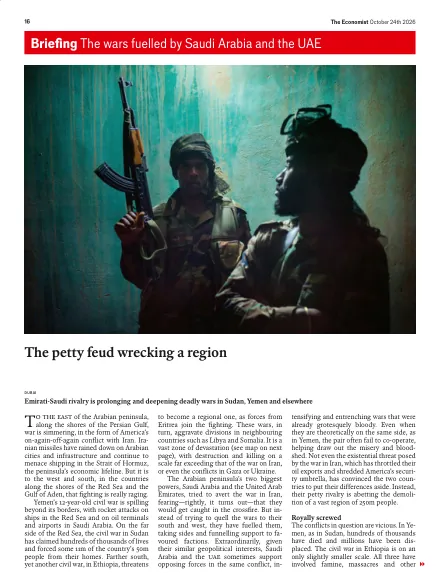 16
The Economist October 24th 2026
Briefing The wars fuelled by Saudi Arabia and the UAE
The petty feud wrecking a region
DUBAI
Emirati-Saudi rivalry is prolonging and deepening deadly wars in Sudan, Yemen and elsewhere
TO THE EAST of the Arabian peninsula,
along the shores of the Persian Gulf,
war is simmering, in the form of America's
on-again-off-again conflict with Iran. Ira-
nian missiles have rained down on Arabian
cities and infrastructure and continue to
menace shipping in the Strait of Hormuz,
the peninsula's economic lifeline. But it is
to the west and south, in the countries
along the shores of the Red Sea and the
Gulf of Aden, that fighting is really raging.
Yemen's 12-year-old civil war is spilling
beyond its borders, with rocket attacks on
ships in the Red Sea and on oil terminals
and airports in Saudi Arabia. On the far
side of the Red Sea, the civil war in Sudan
has claimed hundreds of thousands of lives
and forced some 11m of the country's 50m
people from their homes. Farther south,
yet another civil war, in Ethiopia, threatens
to become a regional one, as forces from
Eritrea join the fighting. These wars, in
turn, aggravate divisions in neighbouring
countries such as Libya and Somalia. It is a
vast zone of devastation (see map on next
page), with destruction and killing on a
scale far exceeding that of the war on Iran,
or even the conflicts in Gaza or Ukraine.
The Arabian peninsula's two biggest
powers, Saudi Arabia and the United Arab
Emirates, tried to avert the war in Iran,
fearing—rightly, it turns out—that they
would get caught in the crossfire. But in-
stead of trying to quell the wars to their
south and west, they have fuelled them,
taking sides and funnelling support to fa-
voured factions. Extraordinarily, given
their similar geopolitical interests, Saudi
Arabia and the UAE sometimes support
opposing forces in the same conflict, in-
tensifying and entrenching wars that were
already grotesquely bloody. Even when
they are theoretically on the same side, as
in Yemen, the pair often fail to co-operate,
helping draw out the misery and blood-
shed. Not even the existential threat posed
by the war in Iran, which has throttled their
oil exports and shredded America's securi-
ty umbrella, has convinced the two coun-
tries to put their differences aside. Instead,
their petty rivalry is abetting the demoli-
tion of a vast region of 250m people.
Royally screwed
The conflicts in question are vicious. In Ye-
men, as in Sudan, hundreds of thousands
have died and millions have been dis-
placed. The civil war in Ethiopia is on an
only slightly smaller scale. All three have
involved famine, massacres and other